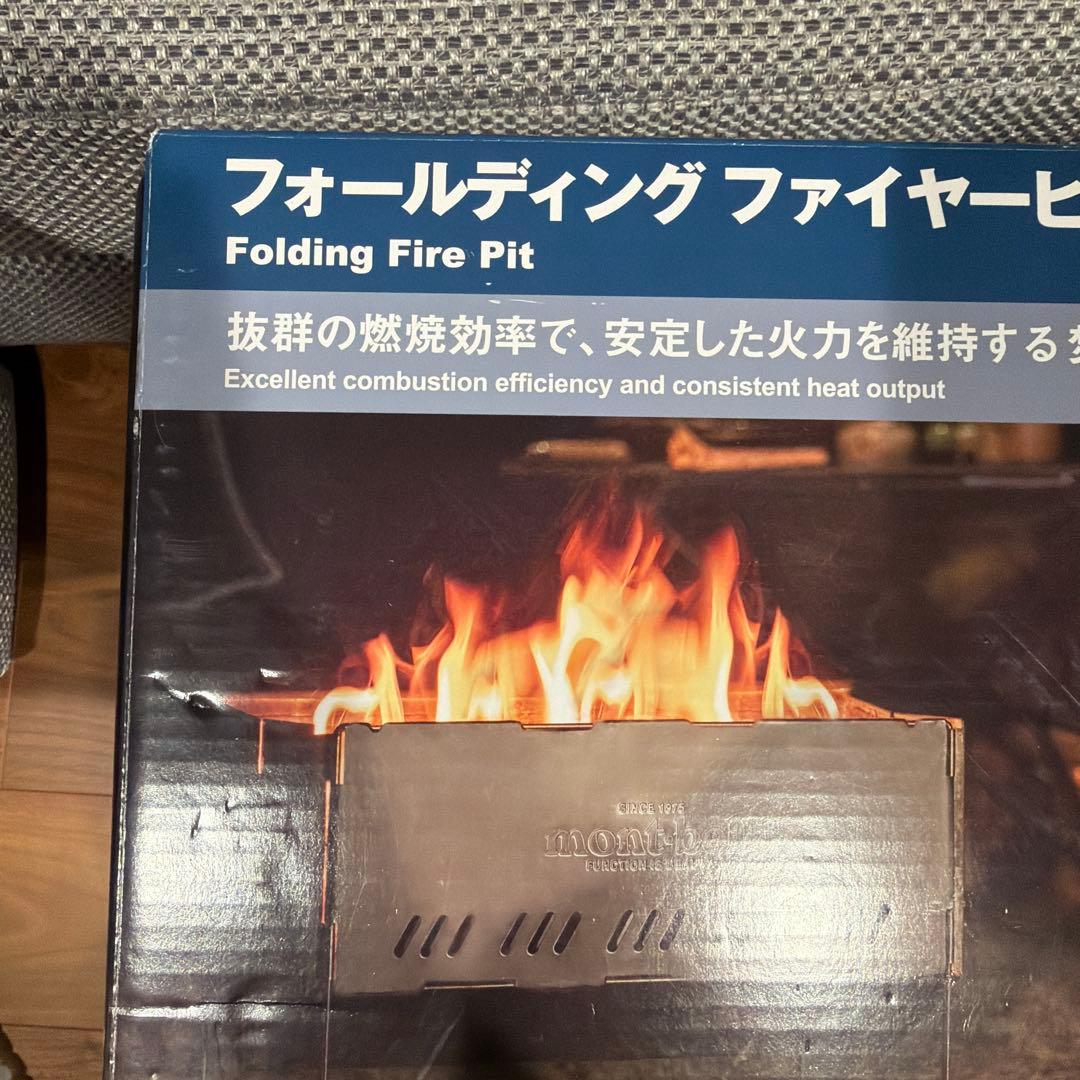 フォールディング ファイヤー
Folding Fire Pit
抜群の燃焼効率で、安定した火力を維持する
Excellent combustion efficiency and consistent heat output
SINCE 1975
mont-b
FUNCTION IS